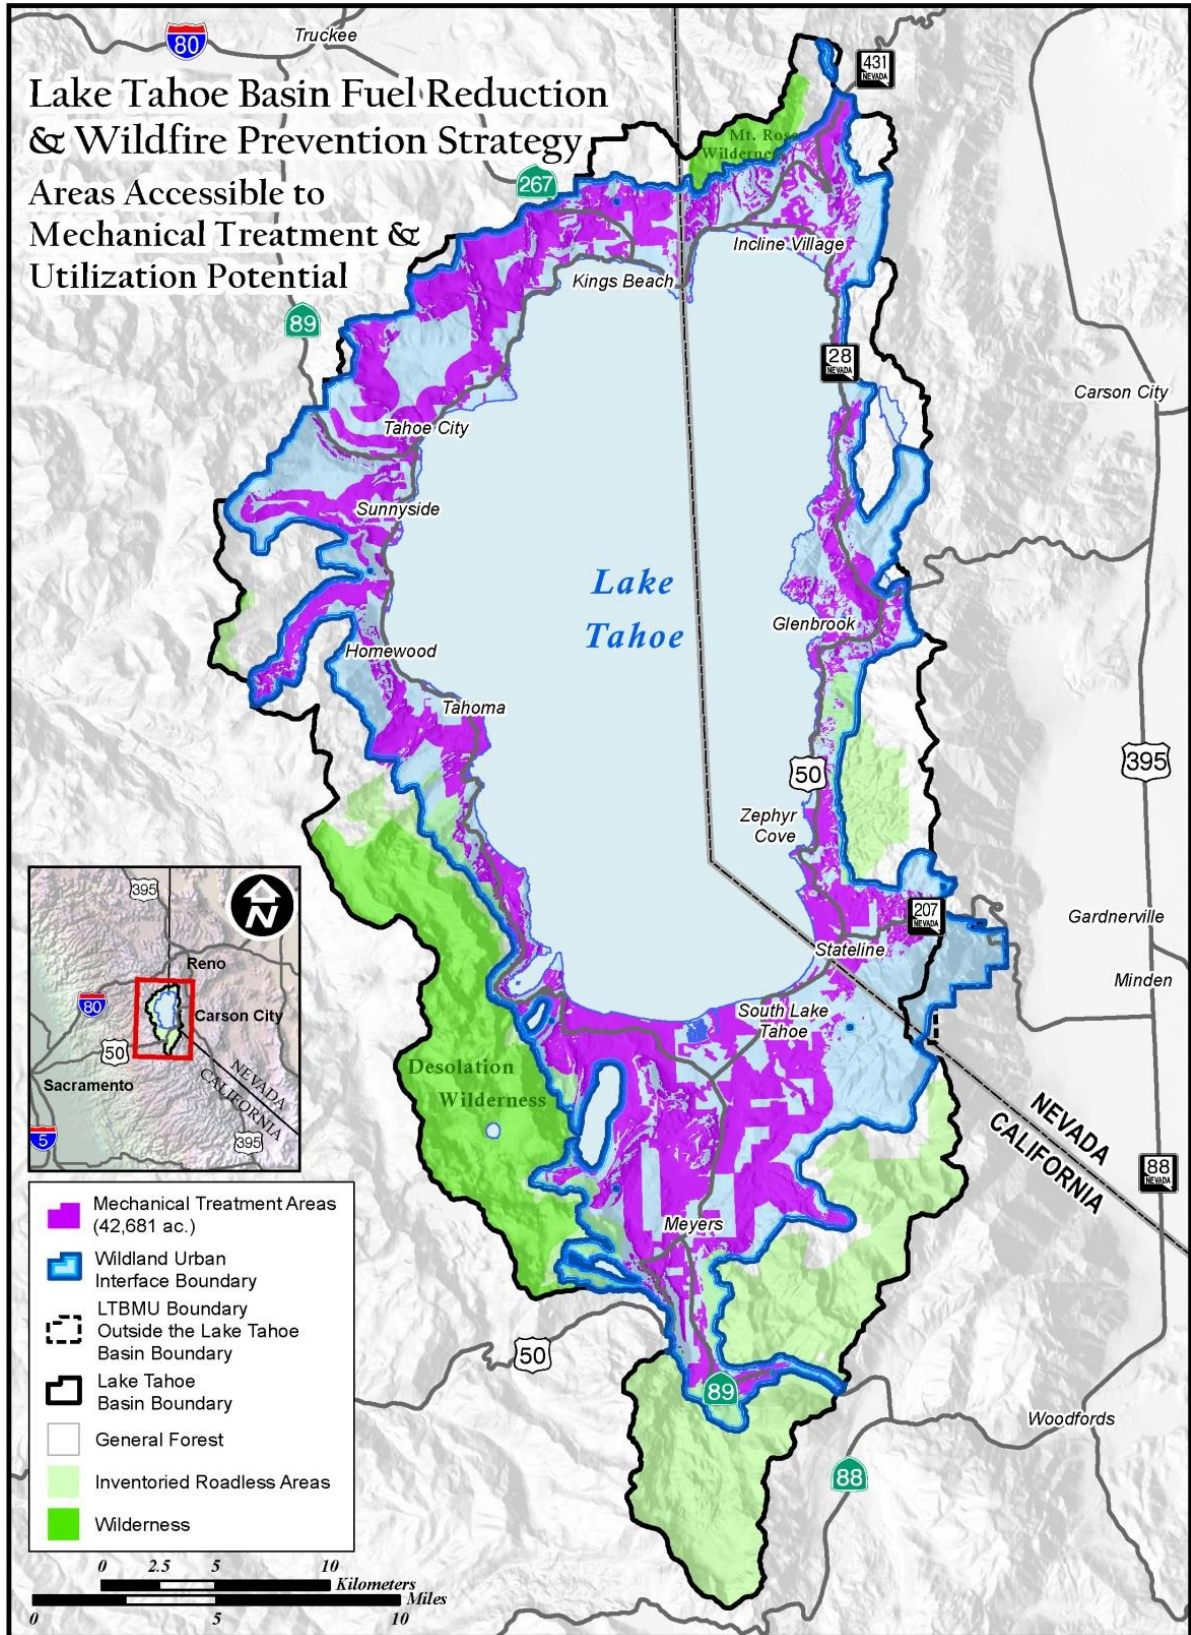 80
Truckee
431
NEVADA
Lake Tahoe Basin Fuel Reduction
& Wildfire Prevention Strategy
Areas Accessible to
Mechanical Treatment &
Utilization Potential
Mt. Rose
Wilderness
267
Incline Village
Kings Beach
89
28
NEVADA
Carson City
Tahoe City
Sunnyside
Lake
Tahoe
Glenbrook
Homewood
Tahoma
50
395
Zephyr
Cove
207
NEVADA
Gardnerville
Stateline
Minden
South Lake
Tahoe
Desolation
Wilderness
NEVADA
CALIFORNIA
88
NEVADA
Meyers
50
89
Woodfords
88
395
N
Reno
80
Carson City
50
Sacramento
NEVADA
CALIFORNIA
5
395
Mechanical Treatment Areas
(42,681 ac.)
Wildland Urban
Interface Boundary
LTBMU Boundary
Outside the Lake Tahoe
Basin Boundary
Lake Tahoe
Basin Boundary
General Forest
Inventoried Roadless Areas
Wilderness
0 2.5 5 10
Kilometers
Miles
0 5 10